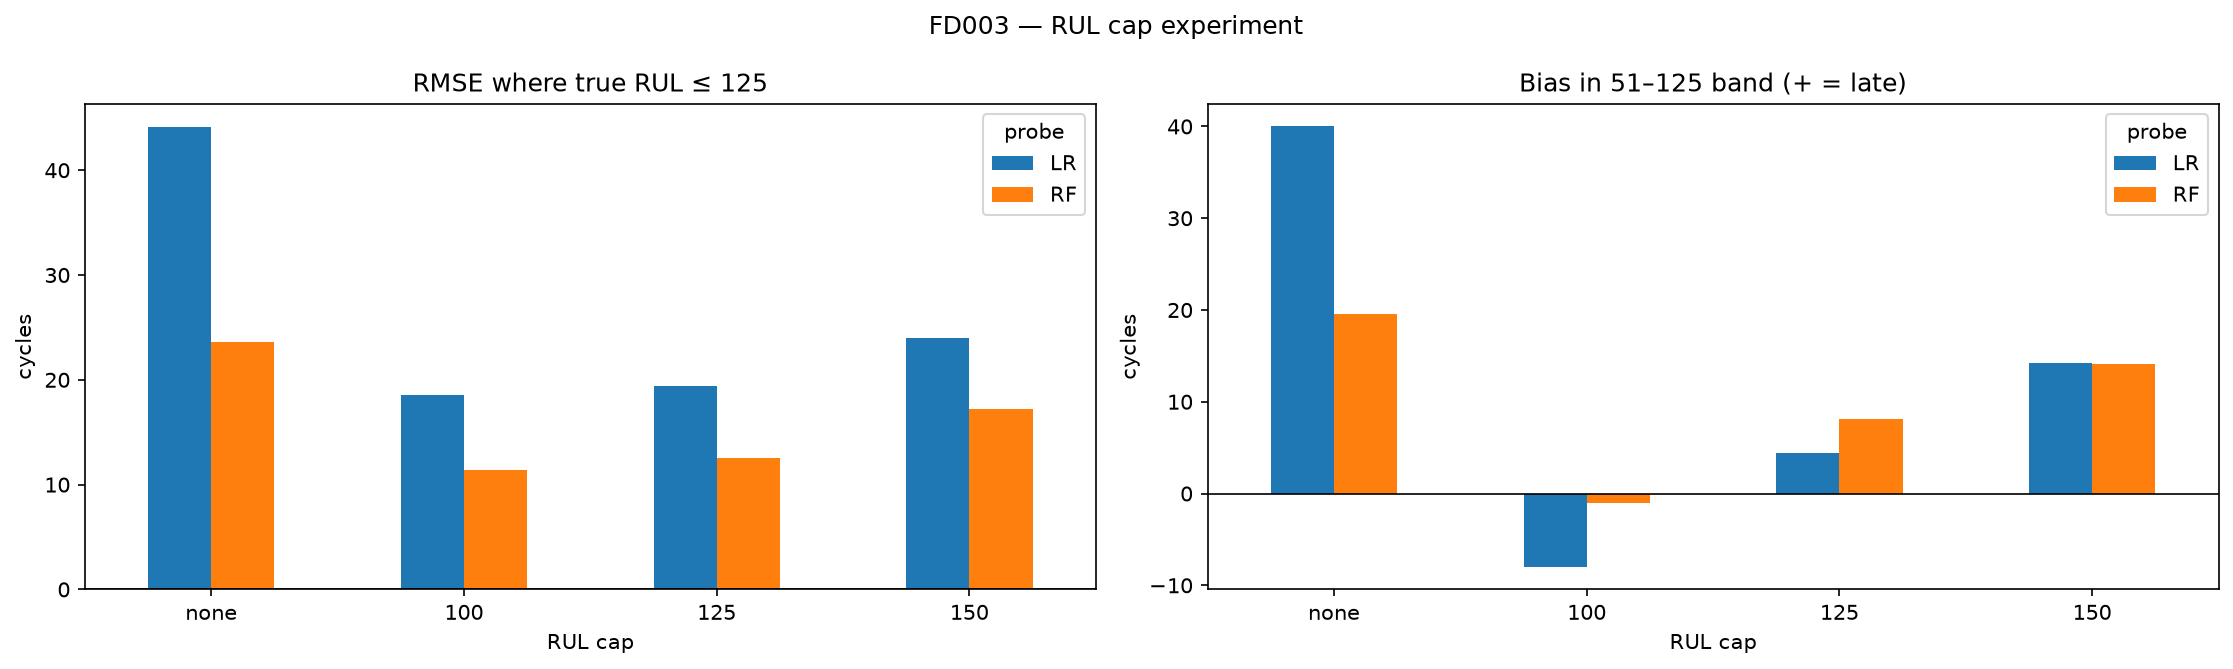 FD003 — RUL cap experiment
RMSE where true RUL ≤ 125
cycles
40
30
20
10
0
none
100
125
150
RUL cap
probe
LR
RF
Bias in 51–125 band (+ = late)
cycles
40
30
20
10
0
−10
none
100
125
150
RUL cap
probe
LR
RF